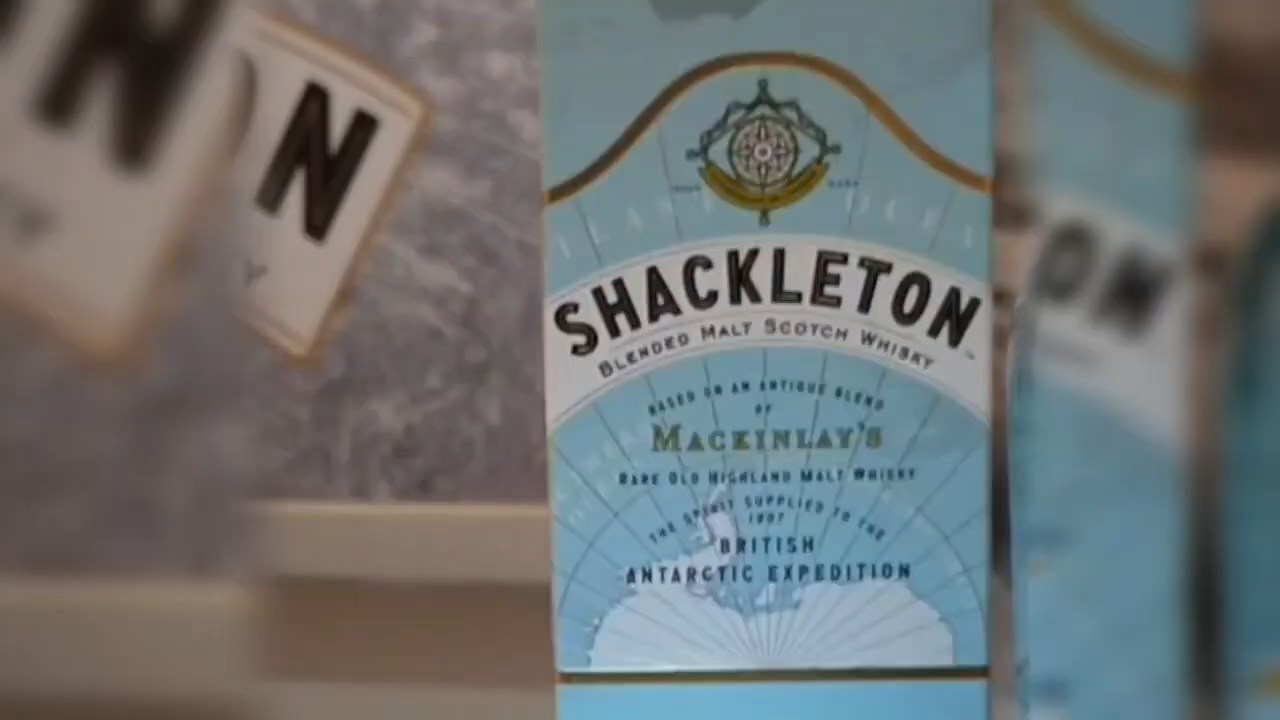 N
Y
SHACKLETON
BLENDED MALT SCOTCH WHISKY
BASED ON AN ANTIQUE BLEND
OF
MACKINLAY'S
RARE OLD HIGHLAND MALT WHISKY
THE SPIRIT SUPPLIED TO THE
1907
BRITISH
ANTARCTIC EXPEDITION
N
ON